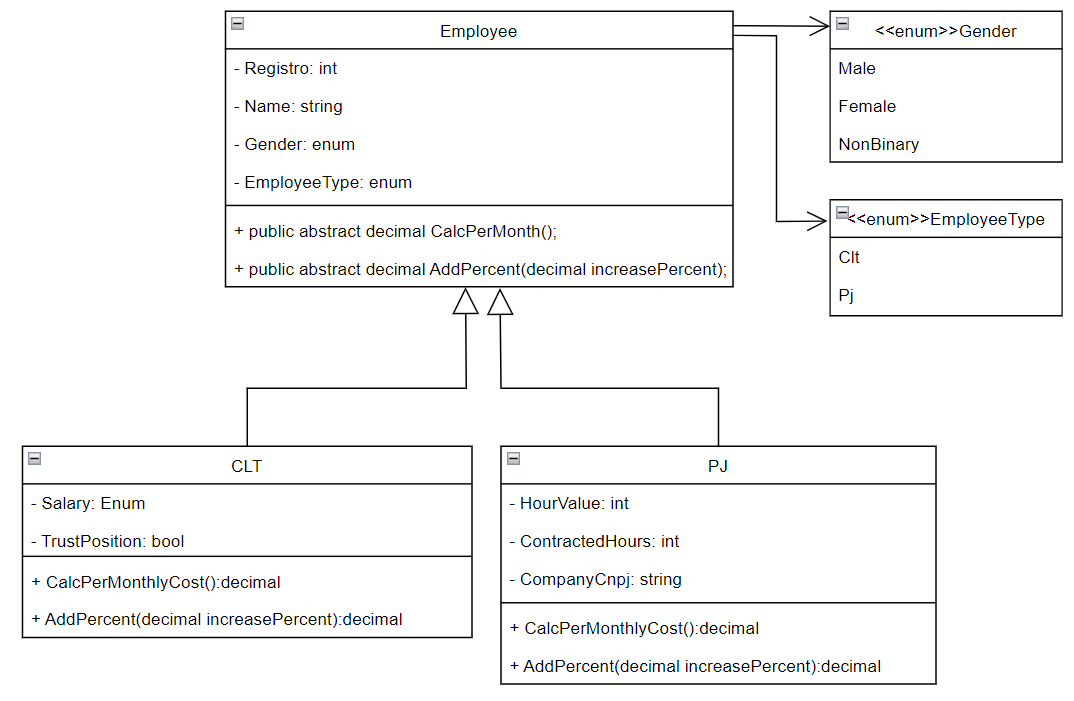 Employee
- Registro: int
- Name: string
- Gender: enum
- EmployeeType: enum
+ public abstract decimal CalcPerMonth();
+ public abstract decimal AddPercent(decimal increasePercent);
<<enum>>Gender
Male
Female
NonBinary
<<enum>>EmployeeType
Clt
Pj
CLT
- Salary: Enum
- TrustPosition: bool
+ CalcPerMonthlyCost():decimal
+ AddPercent(decimal increasePercent):decimal
PJ
- HourValue: int
- ContractedHours: int
- CompanyCnpj: string
+ CalcPerMonthlyCost():decimal
+ AddPercent(decimal increasePercent):decimal